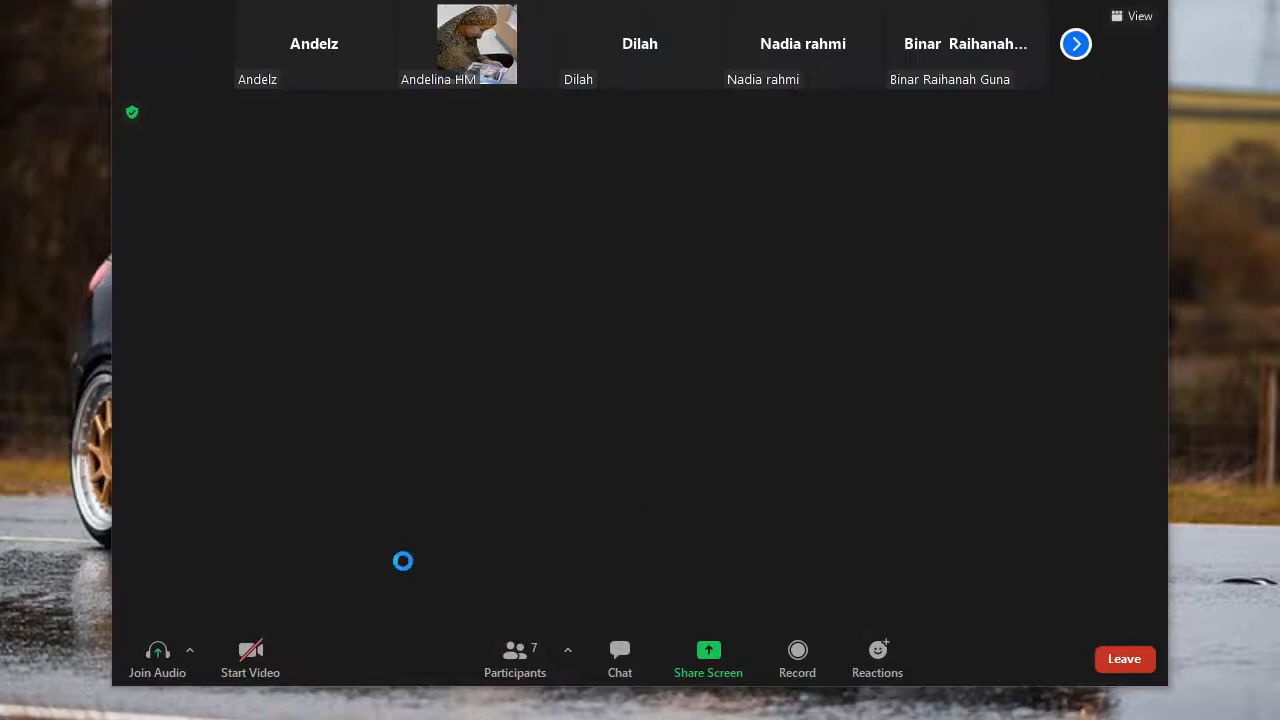 View
Andelz
Andelz
Andelina HM
Dilah
Dilah
Nadia rahmi
Nadia rahmi
Binar Raihanah...
Binar Raihanah Guna
Join Audio
Start Video
7
Participants
Chat
Share Screen
Record
Reactions
Leave